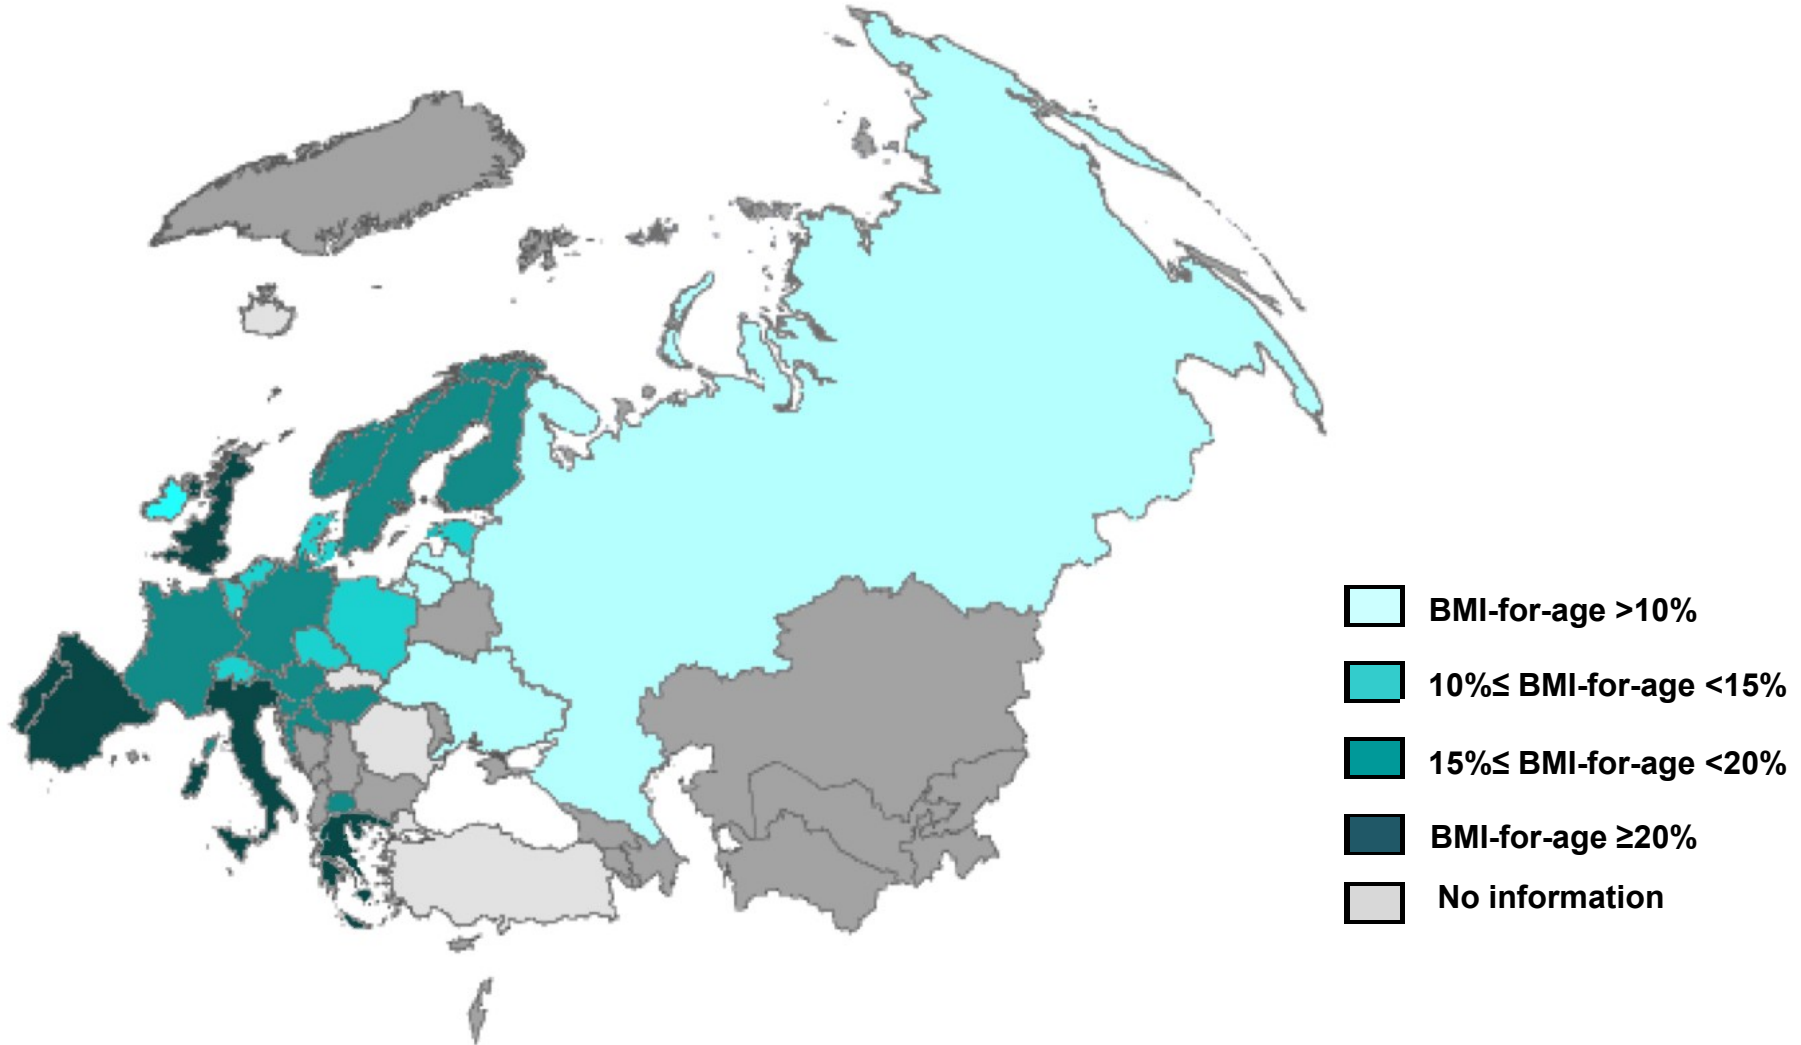 BMI-for-age >10%
10%≤ BMI-for-age <15%
15%≤ BMI-for-age <20%
BMI-for-age ≥20%
No information